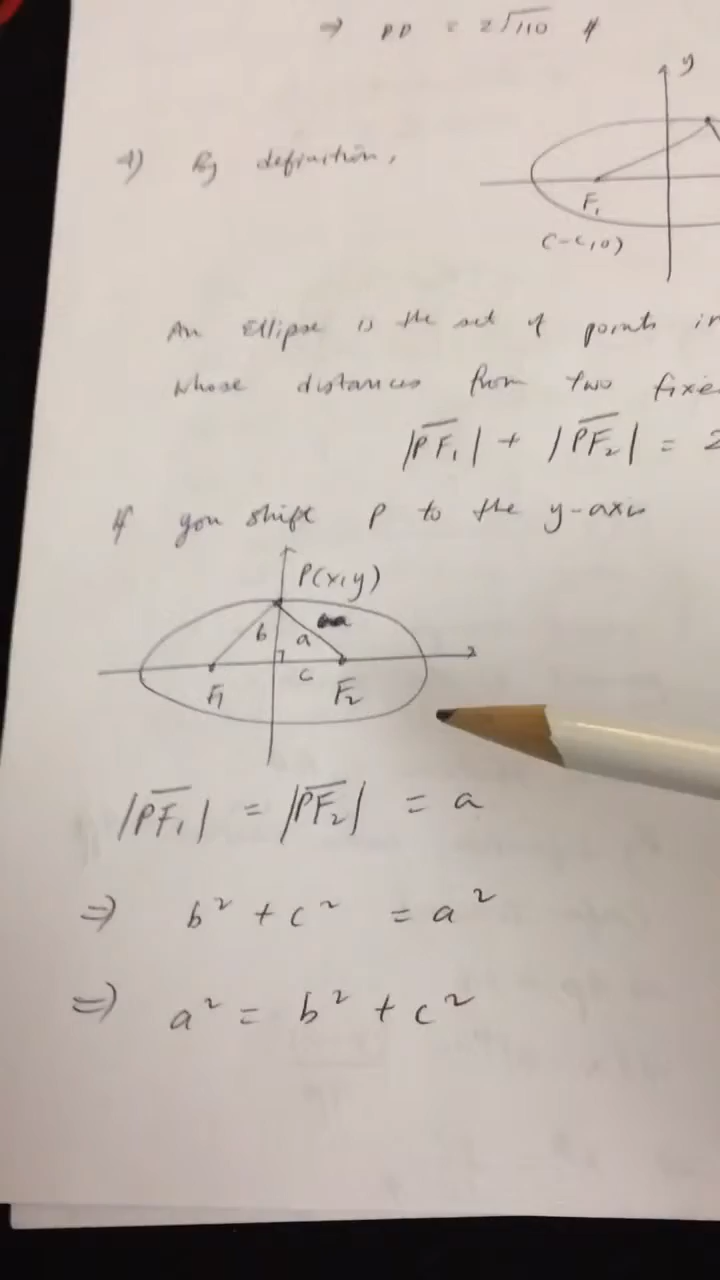 ⇒ PD = 2√110 #
y
4) By definition,
F₁
(-c,0)
An Ellipse is the set of points in
whose distances from two fixe
|PF₁| + |PF₂| = 2
If you shift P to the y-axis
P(x,y)
b a a
c x
F₁ F₂
|PF₁| = |PF₂| = a
⇒ b² + c² = a²
⇒ a² = b² + c²